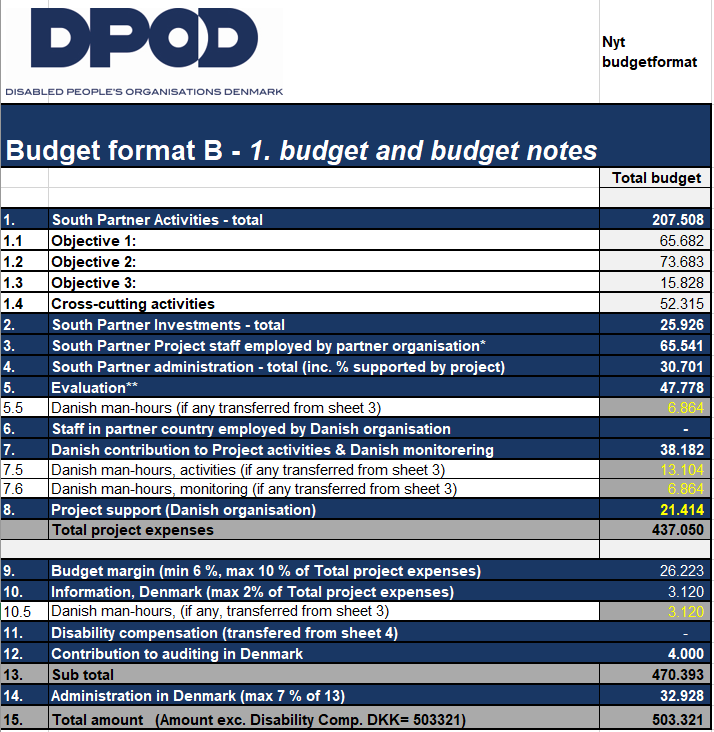 DPOD
Nyt
budgetformat
DISABLED PEOPLE'S ORGANISATIONS DENMARK
Budget format B - 1. budget and budget notes
Total budget
1. South Partner Activities - total 207.508
1.1 Objective 1: 65.682
1.2 Objective 2: 73.683
1.3 Objective 3: 15.828
1.4 Cross-cutting activities 52.315
2. South Partner Investments - total 25.926
3. South Partner Project staff employed by partner organisation* 65.541
4. South Partner administration - total (inc. % supported by project) 30.701
5. Evaluation** 47.778
5.5 Danish man-hours (if any transferred from sheet 3) 6.864
6. Staff in partner country employed by Danish organisation -
7. Danish contribution to Project activities & Danish monitorering 38.182
7.5 Danish man-hours, activities (if any transferred from sheet 3) 13.104
7.6 Danish man-hours, monitoring (if any transferred from sheet 3) 6.864
8. Project support (Danish organisation) 21.414
Total project expenses 437.050
9. Budget margin (min 6 %, max 10 % of Total project expenses) 26.223
10. Information, Denmark (max 2% of Total project expenses) 3.120
10.5 Danish man-hours, (if any, transferred from sheet 3) 3.120
11. Disability compensation (transfered from sheet 4) -
12. Contribution to auditing in Denmark 4.000
13. Sub total 470.393
14. Administration in Denmark (max 7 % of 13) 32.928
15. Total amount (Amount exc. Disability Comp. DKK= 503321) 503.321